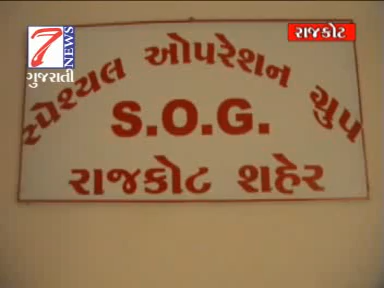 7 NEWS
ગુજરાતી
રાજકોટ
સ્પેશ્યલ ઓપરેશન ગ્રુપ
S.O.G.
રાજકોટ શહેર